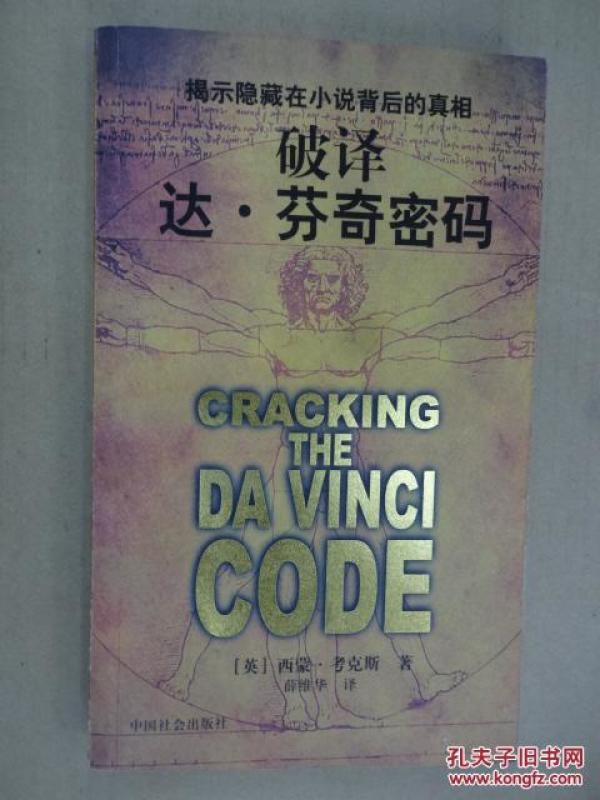 揭示隐藏在小说背后的真相
破译
达·芬奇密码
CRACKING
THE
DA VINCI
CODE
[英] 西蒙·考克斯 著
薛维华 译
中国社会出版社
孔夫子旧书网
www.kongfz.com